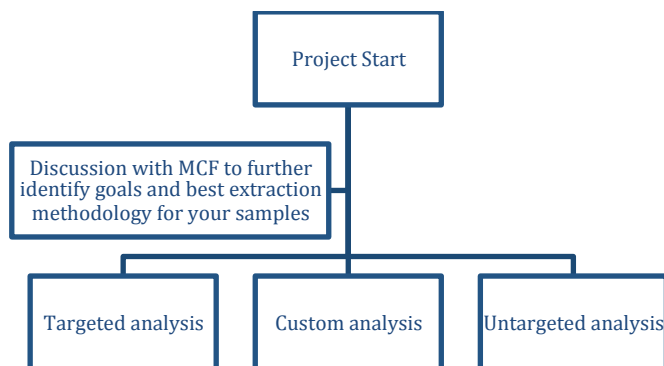 Project Start
Discussion with MCF to further
identify goals and best extraction
methodology for your samples
Targeted analysis
Custom analysis
Untargeted analysis